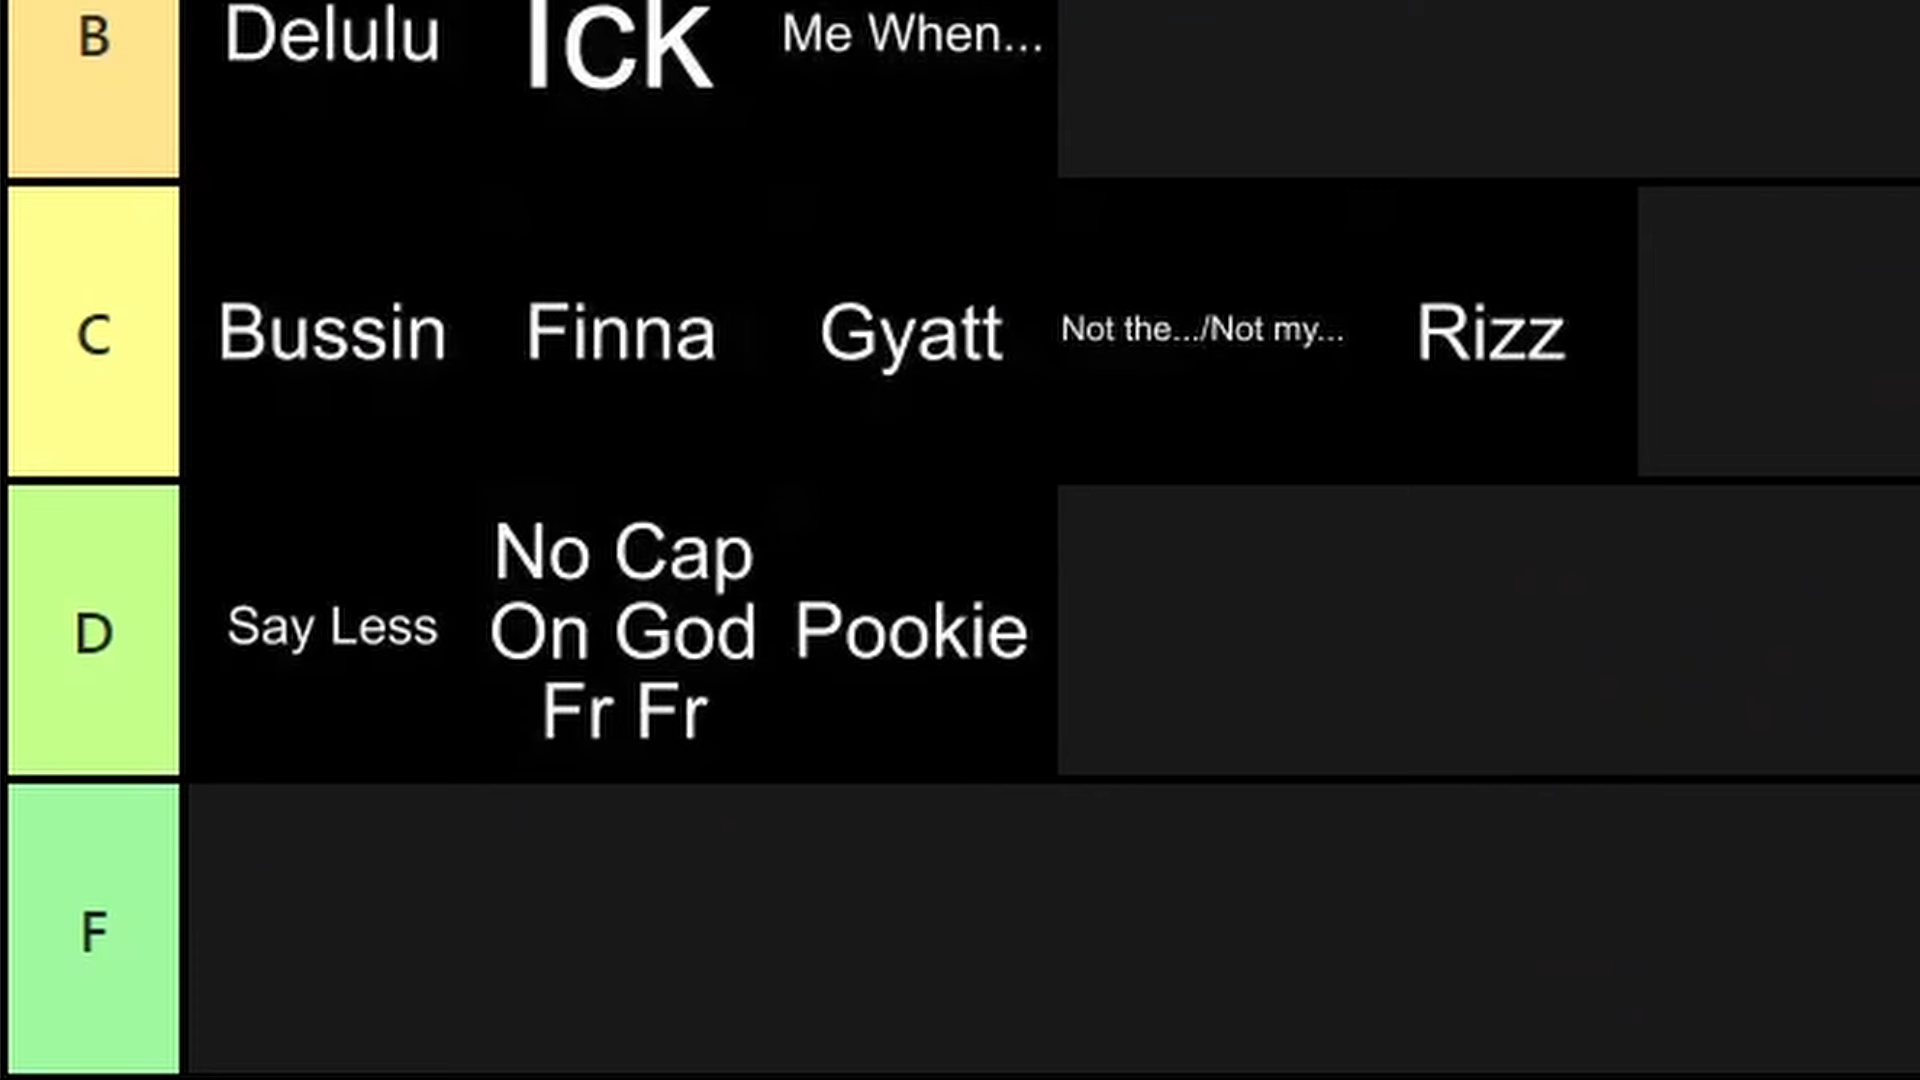 B
Delulu
Ick
Me When...
C
Bussin
Finna
Gyatt
Not the.../Not my...
Rizz
D
Say Less
No Cap
On God
Fr Fr
Pookie
F